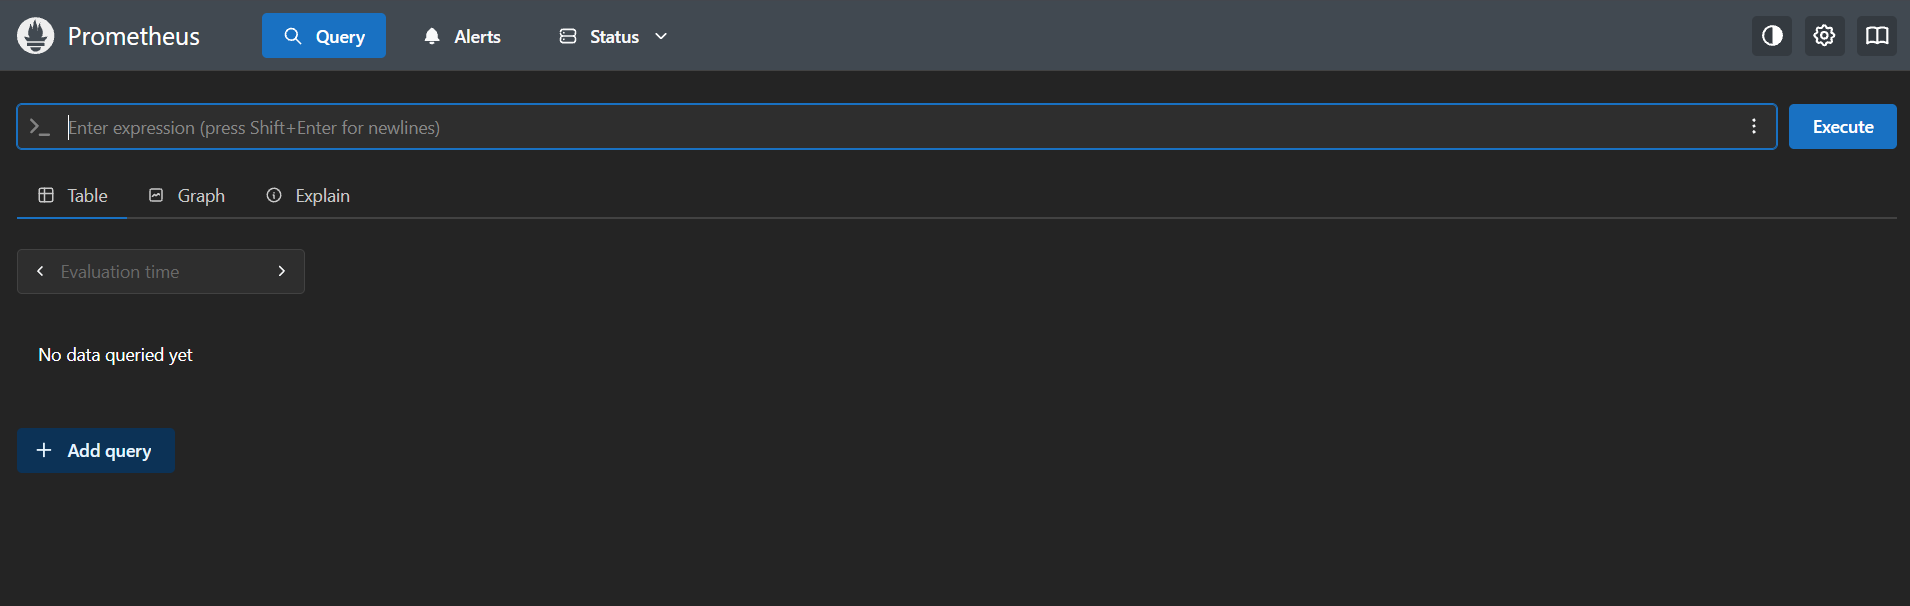 Prometheus
Query
Alerts
Status
Enter expression (press Shift+Enter for newlines)
Execute
Table
Graph
Explain
Evaluation time
No data queried yet
Add query